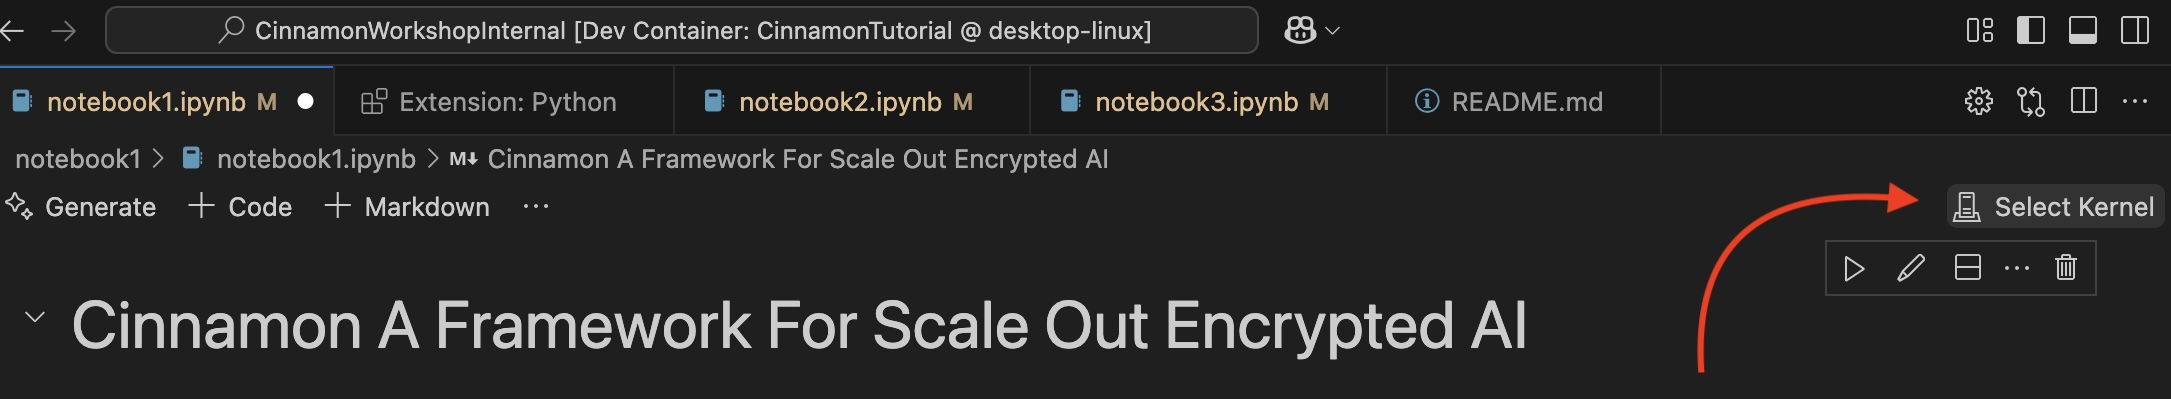 CinnamonWorkshopInternal [Dev Container: CinnamonTutorial @ desktop-linux]
notebook1.ipynb M Extension: Python notebook2.ipynb M notebook3.ipynb M README.md
notebook1 > notebook1.ipynb > M↓ Cinnamon A Framework For Scale Out Encrypted AI
Generate + Code + Markdown ... Select Kernel
Cinnamon A Framework For Scale Out Encrypted AI